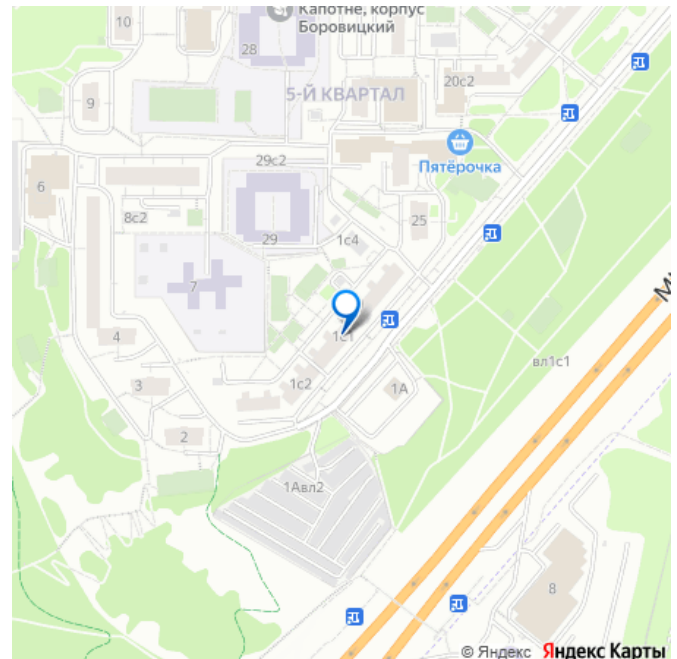 Капотне, корпус
Боровицкий
10
28
20с2
9
5-Й КВАРТАЛ
29с2
Пятёрочка
6
8с2
25
29
1с4
7
1с1
4
вл1с1
3
1с2
1А
2
1Авл2
8
© Яндекс Яндекс Карты